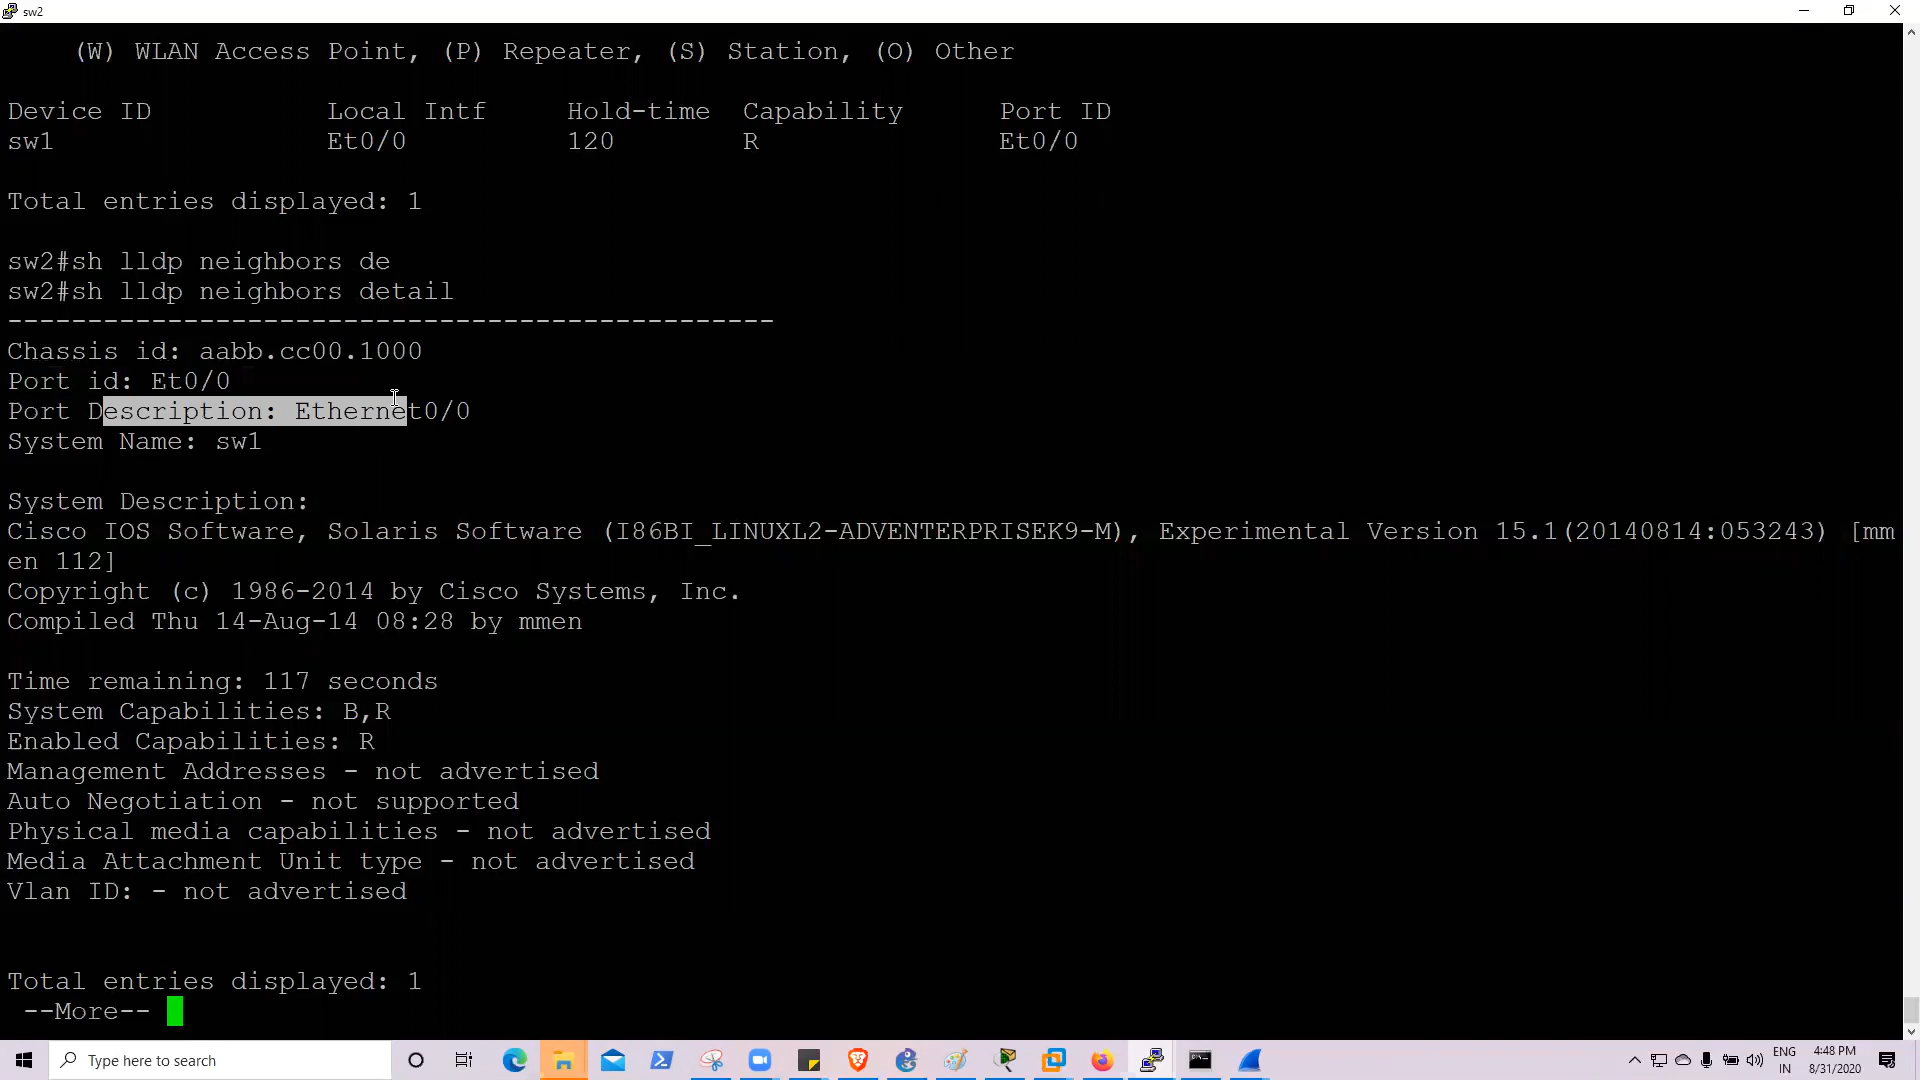 sw2
(W) WLAN Access Point, (P) Repeater, (S) Station, (O) Other
Device ID Local Intf Hold-time Capability Port ID
sw1 Et0/0 120 R Et0/0
Total entries displayed: 1
sw2#sh lldp neighbors de
sw2#sh lldp neighbors detail
------------------------------------------------
Chassis id: aabb.cc00.1000
Port id: Et0/0
Port Description: Ethernet0/0
System Name: sw1
System Description:
Cisco IOS Software, Solaris Software (I86BI_LINUXL2-ADVENTERPRISEK9-M), Experimental Version 15.1(20140814:053243) [mm
en 112]
Copyright (c) 1986-2014 by Cisco Systems, Inc.
Compiled Thu 14-Aug-14 08:28 by mmen
Time remaining: 117 seconds
System Capabilities: B,R
Enabled Capabilities: R
Management Addresses - not advertised
Auto Negotiation - not supported
Physical media capabilities - not advertised
Media Attachment Unit type - not advertised
Vlan ID: - not advertised
Total entries displayed: 1
--More--
Type here to search
ENG
IN
4:48 PM
8/31/2020